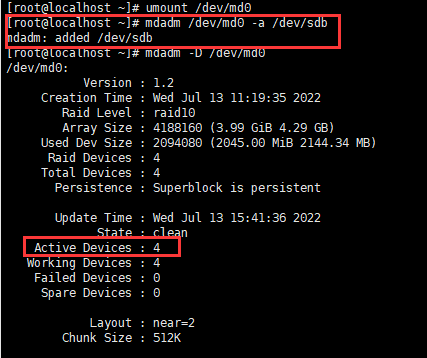 [root@localhost ~]# umount /dev/md0
[root@localhost ~]# mdadm /dev/md0 -a /dev/sdb
mdadm: added /dev/sdb
[root@localhost ~]# mdadm -D /dev/md0
/dev/md0:
Version : 1.2
Creation Time : Wed Jul 13 11:19:35 2022
Raid Level : raid10
Array Size : 4188160 (3.99 GiB 4.29 GB)
Used Dev Size : 2094080 (2045.00 MiB 2144.34 MB)
Raid Devices : 4
Total Devices : 4
Persistence : Superblock is persistent
Update Time : Wed Jul 13 15:41:36 2022
State : clean
Active Devices : 4
Working Devices : 4
Failed Devices : 0
Spare Devices : 0
Layout : near=2
Chunk Size : 512K